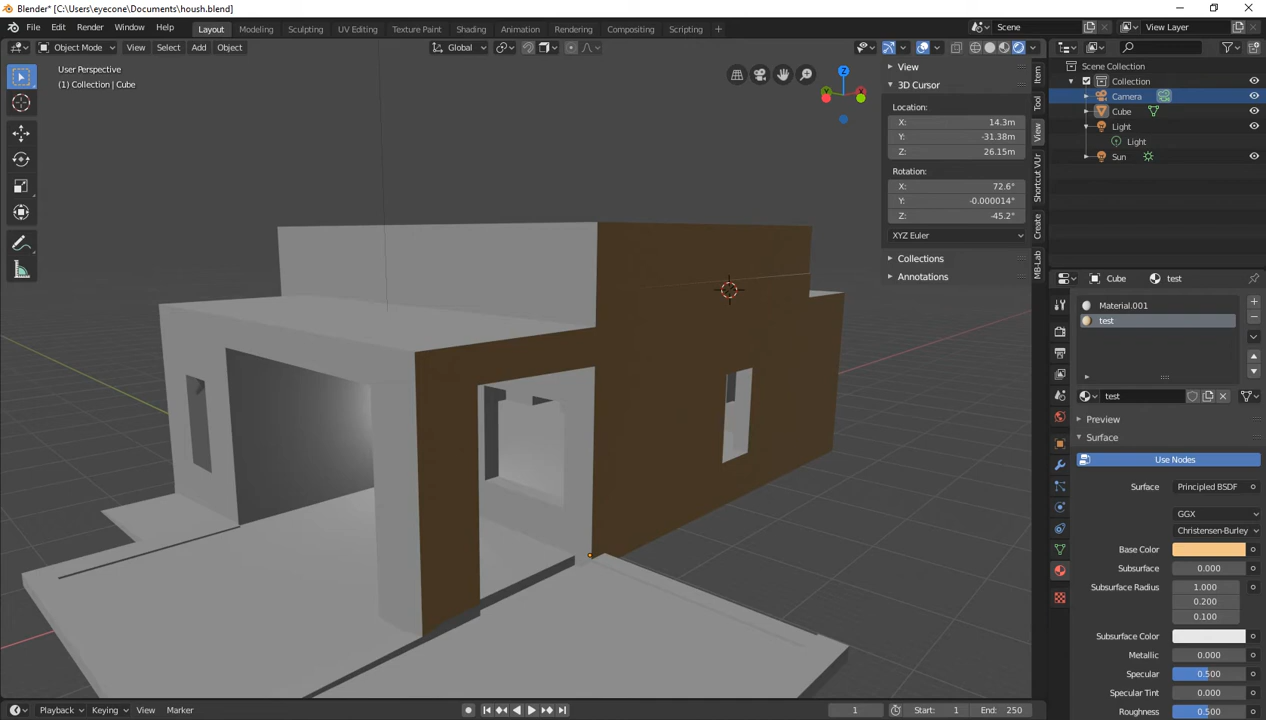 Blender* [C:\Users\eyecone\Documents\housh.blend]
File Edit Render Window Help
Layout Modeling Sculpting UV Editing Texture Paint Shading Animation Rendering Compositing Scripting +
Scene View Layer
Object Mode View Select Add Object Global
User Perspective
(1) Collection | Cube
Z
Y
View
3D Cursor
Location:
X: 14.3m
Y: -31.38m
Z: 26.15m
Rotation:
X: 72.6°
Y: -0.000014°
Z: -45.2°
XYZ Euler
Collections
Annotations
Item
Tool
View
Shortcut VUr
Create
MB-Lab
Scene Collection
Collection
Camera
Cube
Light
Light
Sun
Cube test
Material.001
test
test
Preview
Surface
Use Nodes
Surface Principled BSDF
GGX
Christensen-Burley
Base Color
Subsurface 0.000
Subsurface Radius 1.000
0.200
0.100
Subsurface Color
Metallic 0.000
Specular 0.500
Specular Tint 0.000
Roughness 0.500
Playback Keying View Marker 1 Start: 1 End: 250